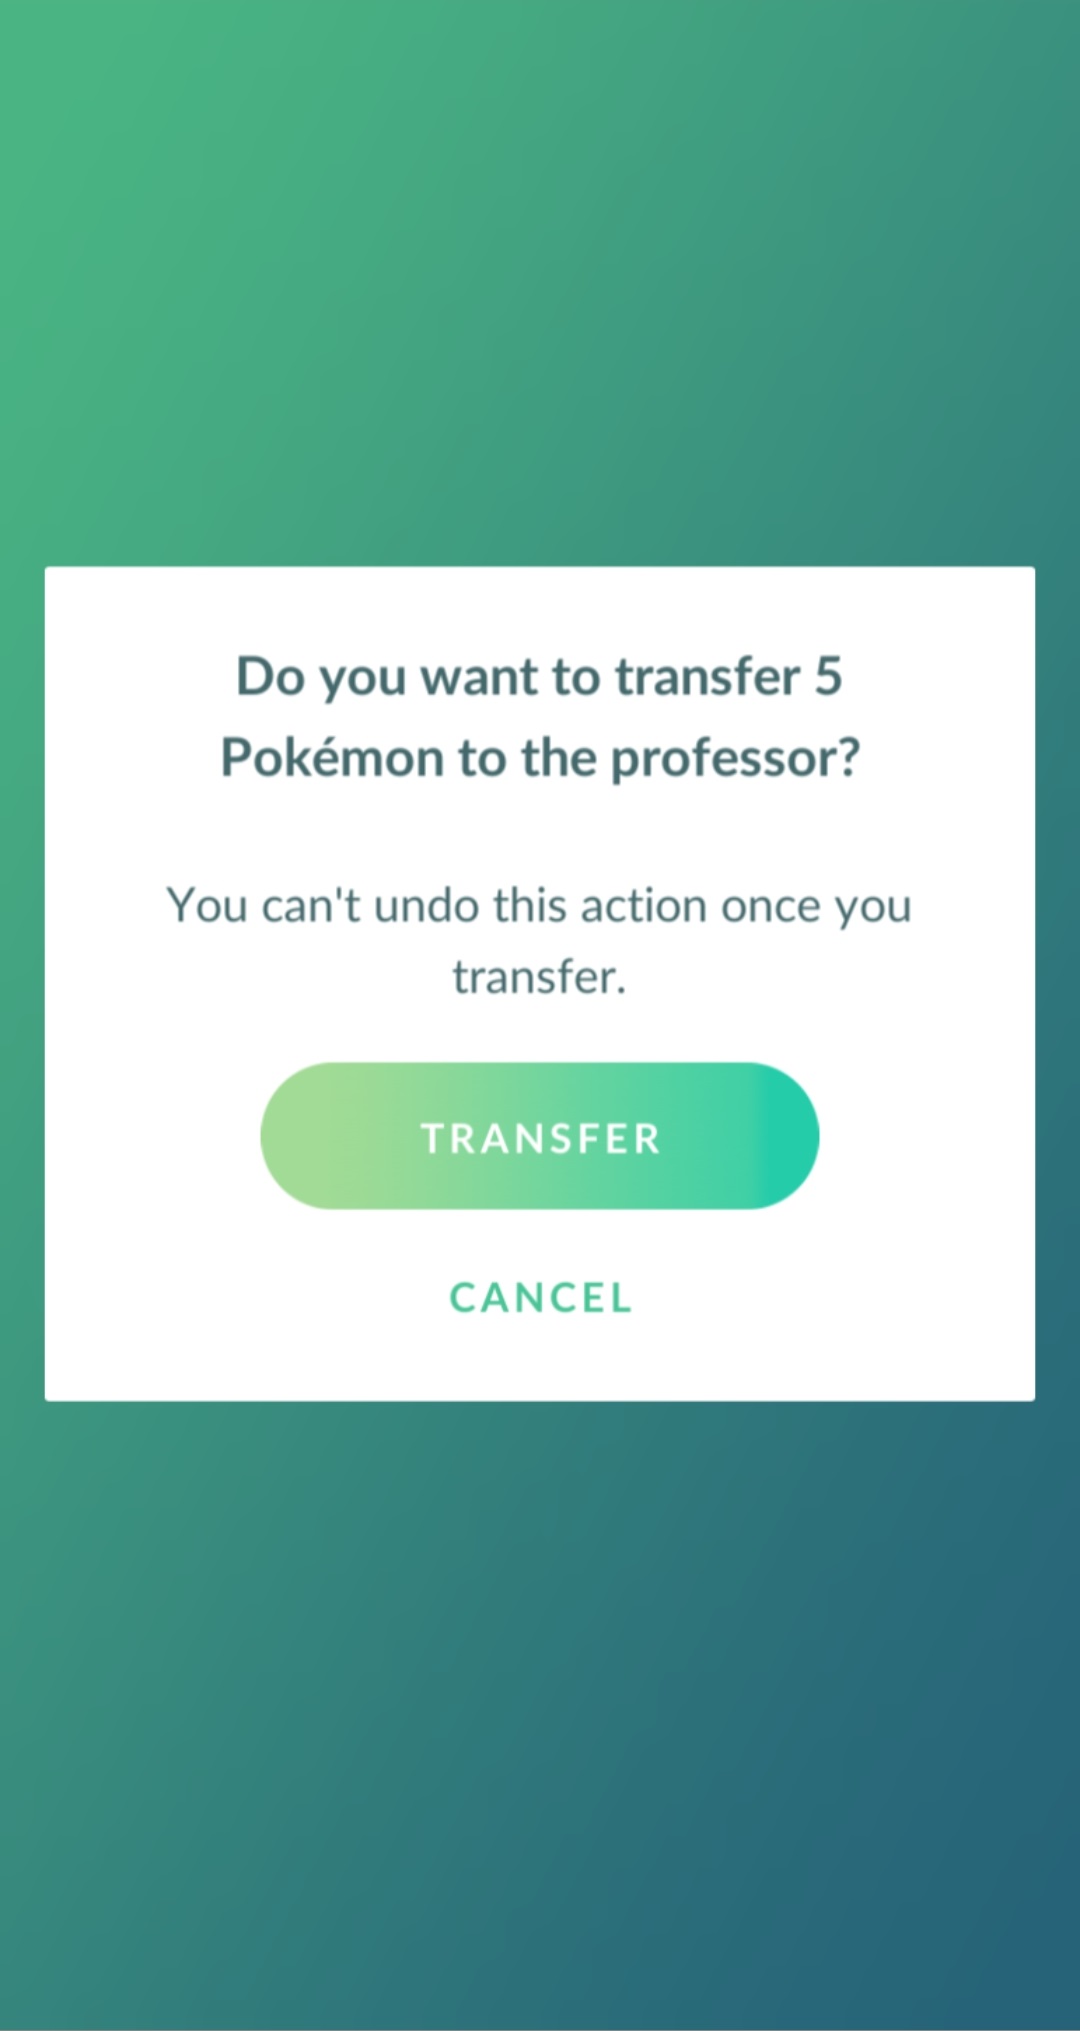 Do you want to transfer 5
Pokémon to the professor?
You can't undo this action once you
transfer.
TRANSFER
CANCEL